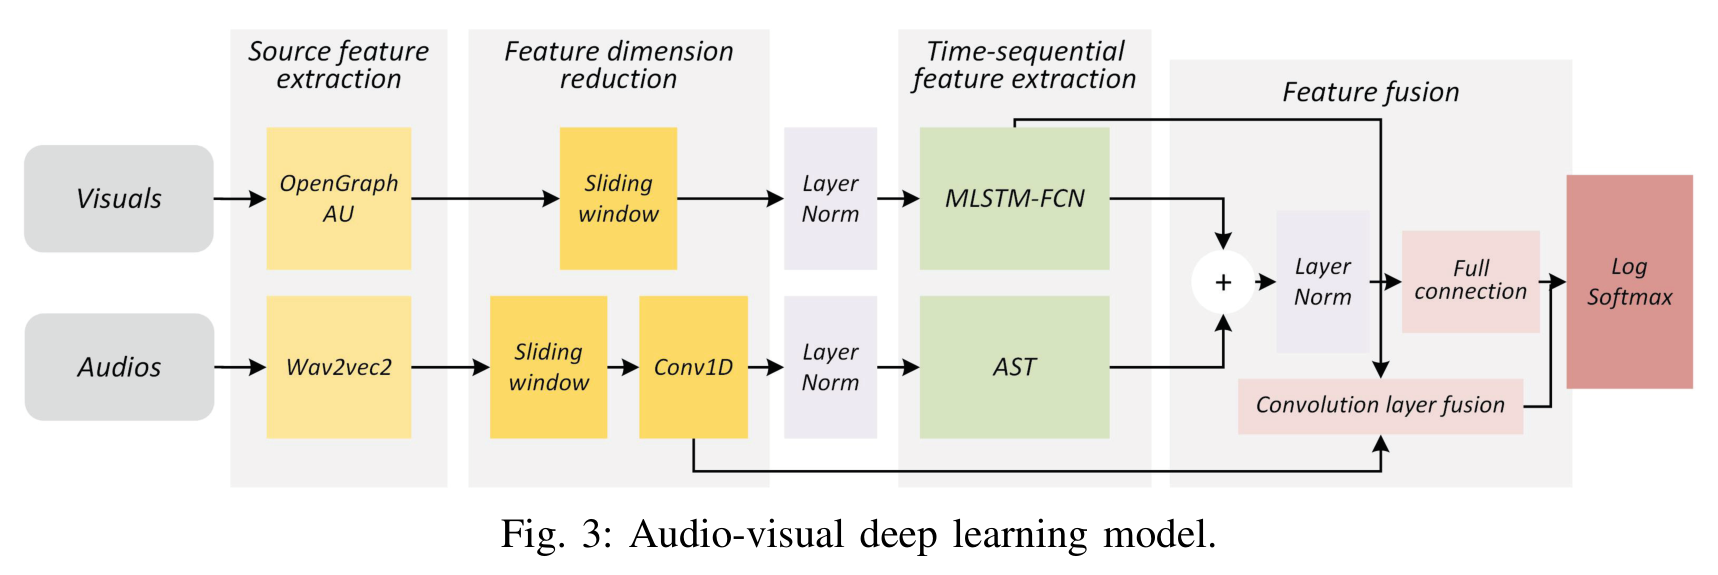 Source feature
extraction
Feature dimension
reduction
Time-sequential
feature extraction
Feature fusion
Visuals
OpenGraph
AU
Sliding
window
Layer
Norm
MLSTM-FCN
Audios
Wav2vec2
Sliding
window
Conv1D
Layer
Norm
AST
+
Layer
Norm
Full
connection
Convolution layer fusion
Log
Softmax
Fig. 3: Audio-visual deep learning model.